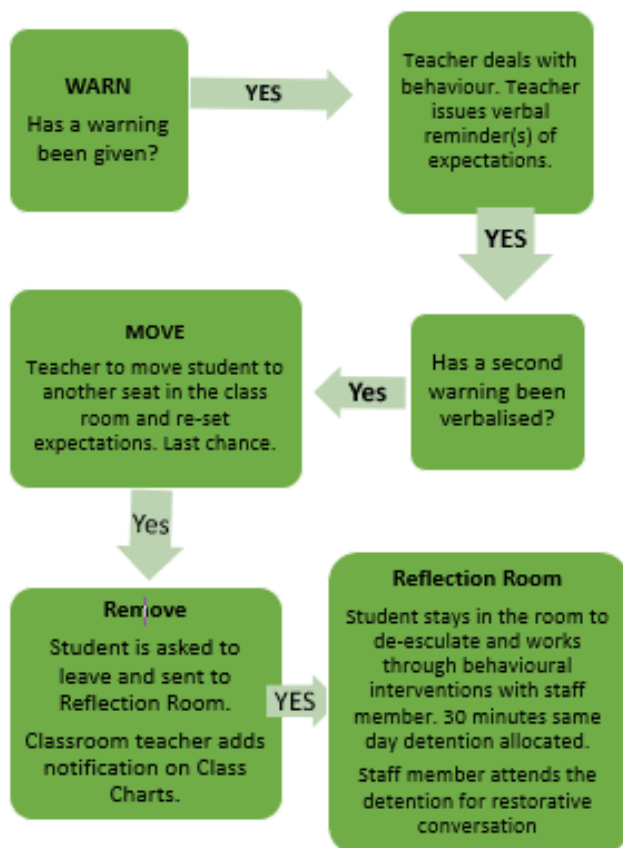 WARN
Has a warning
been given?
YES
Teacher deals with
behaviour. Teacher
issues verbal
reminder(s) of
expectations.
YES
Has a second
warning been
verbalised?
Yes
MOVE
Teacher to move student to
another seat in the class
room and re-set
expectations. Last chance.
Yes
Remove
Student is asked to
leave and sent to
Reflection Room.
Classroom teacher adds
notification on Class
Charts.
YES
Reflection Room
Student stays in the room to
de-esculate and works
through behavioural
interventions with staff
member. 30 minutes same
day detention allocated.
Staff member attends the
detention for restorative
conversation